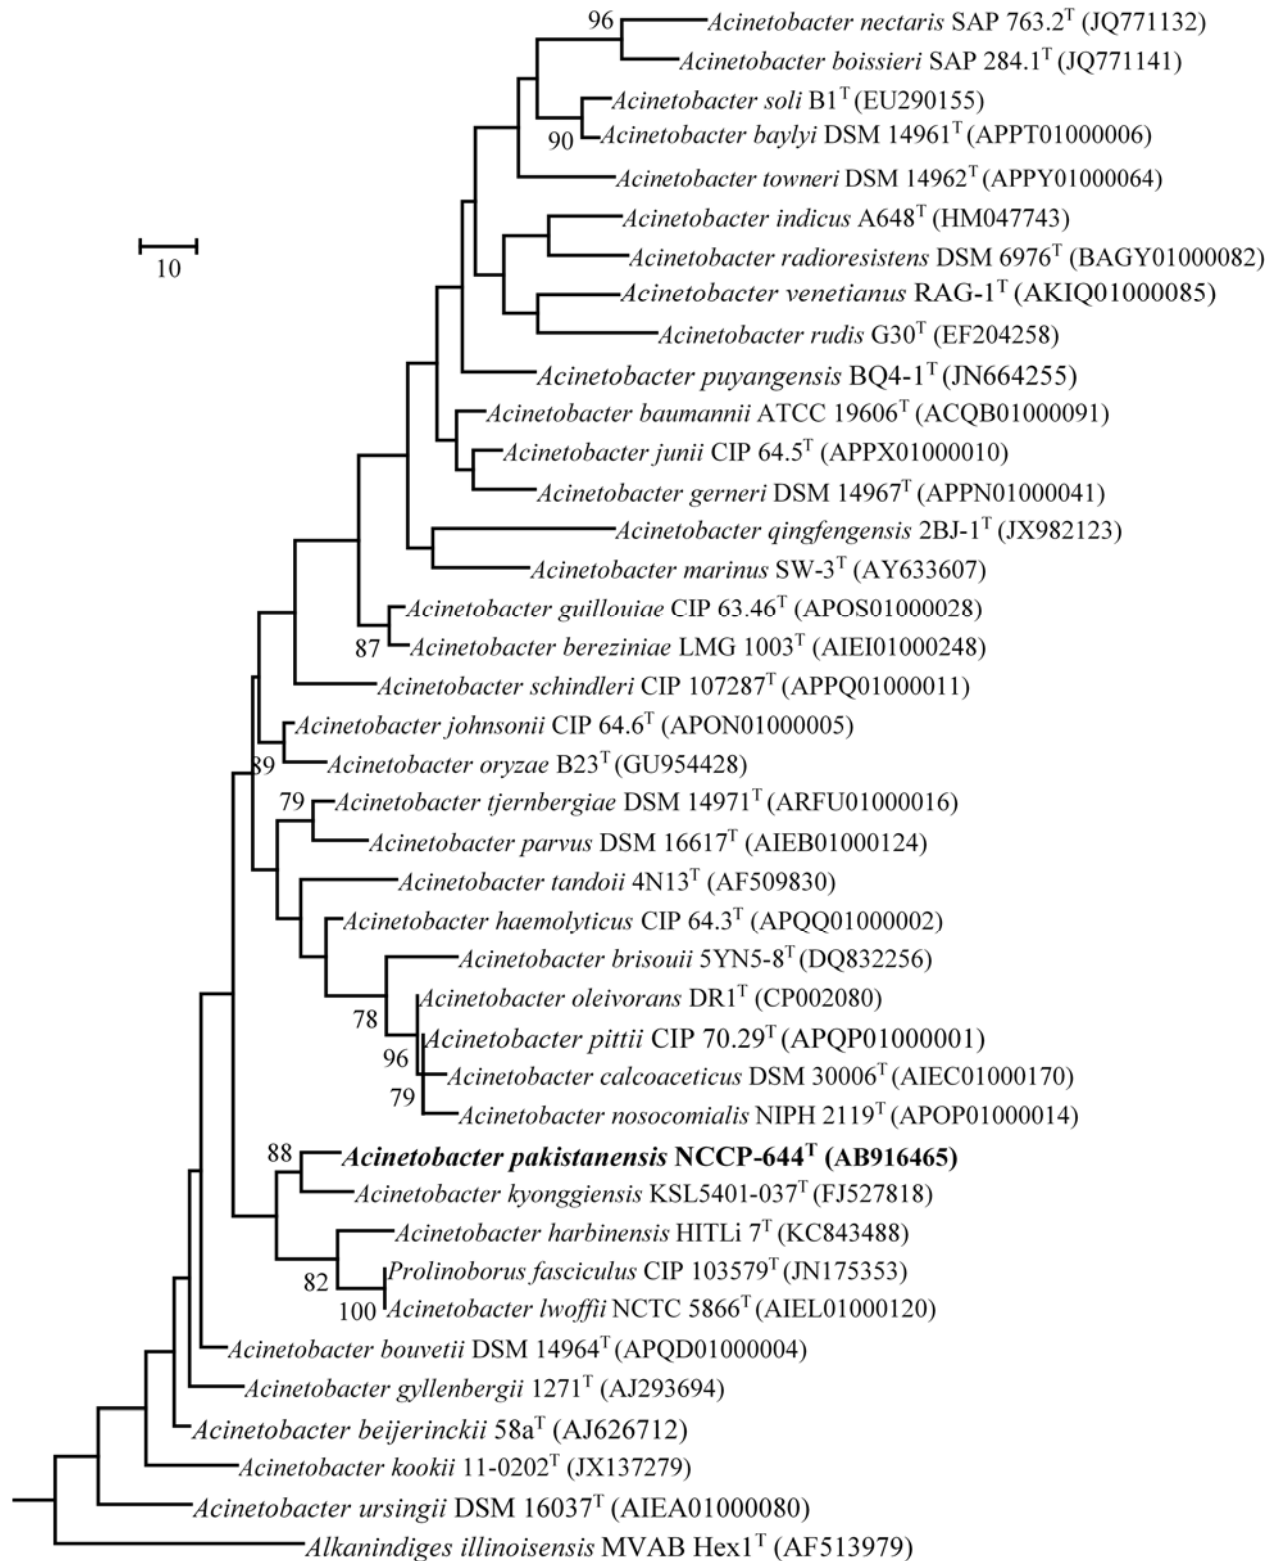 96
Acinetobacter nectaris SAP 763.2ᵀ (JQ771132)
Acinetobacter boissieri SAP 284.1ᵀ (JQ771141)
Acinetobacter soli B1ᵀ (EU290155)
90
Acinetobacter baylyi DSM 14961ᵀ (APPT01000006)
Acinetobacter towneri DSM 14962ᵀ (APPY01000064)
Acinetobacter indicus A648ᵀ (HM047743)
10
Acinetobacter radioresistens DSM 6976ᵀ (BAGY01000082)
Acinetobacter venetianus RAG-1ᵀ (AKIQ01000085)
Acinetobacter rudis G30ᵀ (EF204258)
Acinetobacter puyangensis BQ4-1ᵀ (JN664255)
Acinetobacter baumannii ATCC 19606ᵀ (ACQB01000091)
Acinetobacter junii CIP 64.5ᵀ (APPX01000010)
Acinetobacter gerneri DSM 14967ᵀ (APPN01000041)
Acinetobacter qingfengensis 2BJ-1ᵀ (JX982123)
Acinetobacter marinus SW-3ᵀ (AY633607)
Acinetobacter guillouiae CIP 63.46ᵀ (APOS01000028)
87
Acinetobacter bereziniae LMG 1003ᵀ (AIEI01000248)
Acinetobacter schindleri CIP 107287ᵀ (APPQ01000011)
Acinetobacter johnsonii CIP 64.6ᵀ (APON01000005)
89
Acinetobacter oryzae B23ᵀ (GU954428)
79
Acinetobacter tjernbergiae DSM 14971ᵀ (ARFU01000016)
Acinetobacter parvus DSM 16617ᵀ (AIEB01000124)
Acinetobacter tandoii 4N13ᵀ (AF509830)
Acinetobacter haemolyticus CIP 64.3ᵀ (APQQ01000002)
Acinetobacter brisouii 5YN5-8ᵀ (DQ832256)
Acinetobacter oleivorans DR1ᵀ (CP002080)
78
Acinetobacter pittii CIP 70.29ᵀ (APQP01000001)
96
Acinetobacter calcoaceticus DSM 30006ᵀ (AIEC01000170)
79
Acinetobacter nosocomialis NIPH 2119ᵀ (APOP01000014)
88
Acinetobacter pakistanensis NCCP-644ᵀ (AB916465)
Acinetobacter kyonggiensis KSL5401-037ᵀ (FJ527818)
Acinetobacter harbinensis HITLi 7ᵀ (KC843488)
Prolinoborus fasciculus CIP 103579ᵀ (JN175353)
82
100
Acinetobacter lwoffii NCTC 5866ᵀ (AIEL01000120)
Acinetobacter bouvetii DSM 14964ᵀ (APQD01000004)
Acinetobacter gyllenbergii 1271ᵀ (AJ293694)
Acinetobacter beijerinckii 58aᵀ (AJ626712)
Acinetobacter kookii 11-0202ᵀ (JX137279)
Acinetobacter ursingii DSM 16037ᵀ (AIEA01000080)
Alkanindiges illinoisensis MVAB Hex1ᵀ (AF513979)